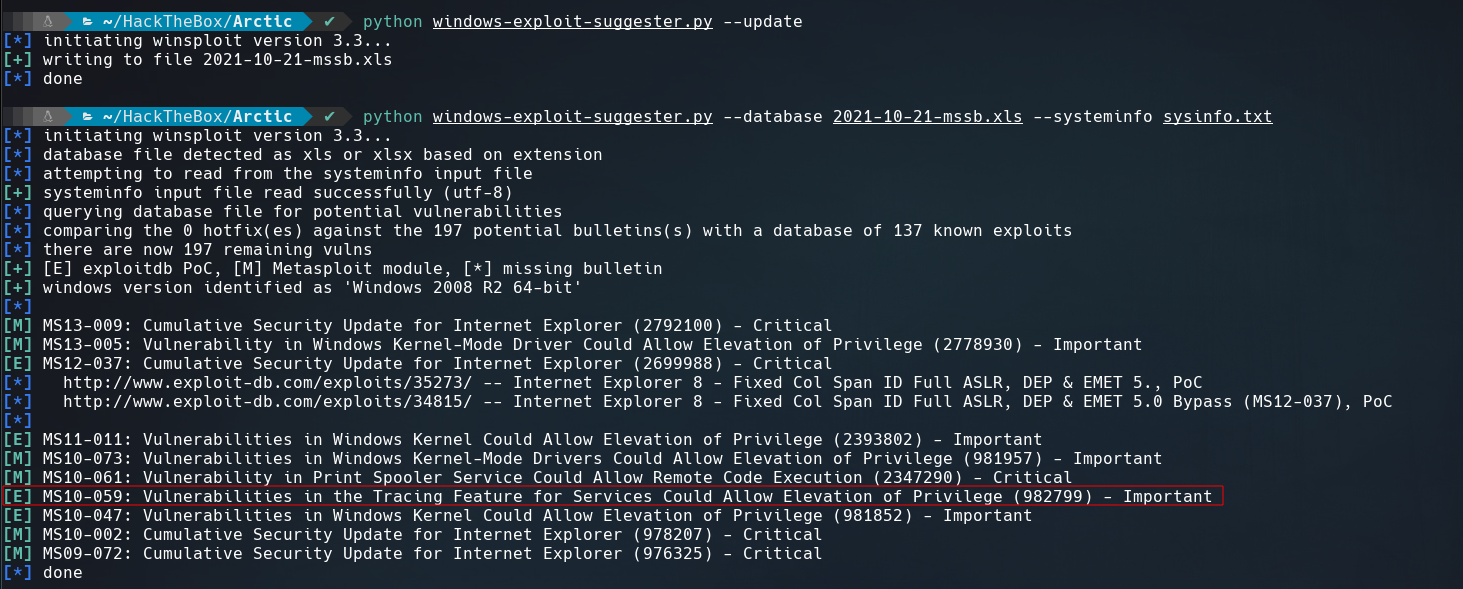 ~/HackTheBox/Arctic ✔ python windows-exploit-suggester.py --update
[*] initiating winsploit version 3.3...
[+] writing to file 2021-10-21-mssb.xls
[*] done
~/HackTheBox/Arctic ✔ python windows-exploit-suggester.py --database 2021-10-21-mssb.xls --systeminfo sysinfo.txt
[*] initiating winsploit version 3.3...
[*] database file detected as xls or xlsx based on extension
[*] attempting to read from the systeminfo input file
[+] systeminfo input file read successfully (utf-8)
[*] querying database file for potential vulnerabilities
[*] comparing the 0 hotfix(es) against the 197 potential bulletins(s) with a database of 137 known exploits
[*] there are now 197 remaining vulns
[+] [E] exploitdb PoC, [M] Metasploit module, [*] missing bulletin
[+] windows version identified as 'Windows 2008 R2 64-bit'
[*]
[M] MS13-009: Cumulative Security Update for Internet Explorer (2792100) - Critical
[M] MS13-005: Vulnerability in Windows Kernel-Mode Driver Could Allow Elevation of Privilege (2778930) - Important
[E] MS12-037: Cumulative Security Update for Internet Explorer (2699988) - Critical
[*]   http://www.exploit-db.com/exploits/35273/ -- Internet Explorer 8 - Fixed Col Span ID Full ASLR, DEP & EMET 5., PoC
[*]   http://www.exploit-db.com/exploits/34815/ -- Internet Explorer 8 - Fixed Col Span ID Full ASLR, DEP & EMET 5.0 Bypass (MS12-037), PoC
[*]
[E] MS11-011: Vulnerabilities in Windows Kernel Could Allow Elevation of Privilege (2393802) - Important
[M] MS10-073: Vulnerabilities in Windows Kernel-Mode Drivers Could Allow Elevation of Privilege (981957) - Important
[M] MS10-061: Vulnerability in Print Spooler Service Could Allow Remote Code Execution (2347290) - Critical
[E] MS10-059: Vulnerabilities in the Tracing Feature for Services Could Allow Elevation of Privilege (982799) - Important
[E] MS10-047: Vulnerabilities in Windows Kernel Could Allow Elevation of Privilege (981852) - Important
[M] MS10-002: Cumulative Security Update for Internet Explorer (978207) - Critical
[M] MS09-072: Cumulative Security Update for Internet Explorer (976325) - Critical
[*] done